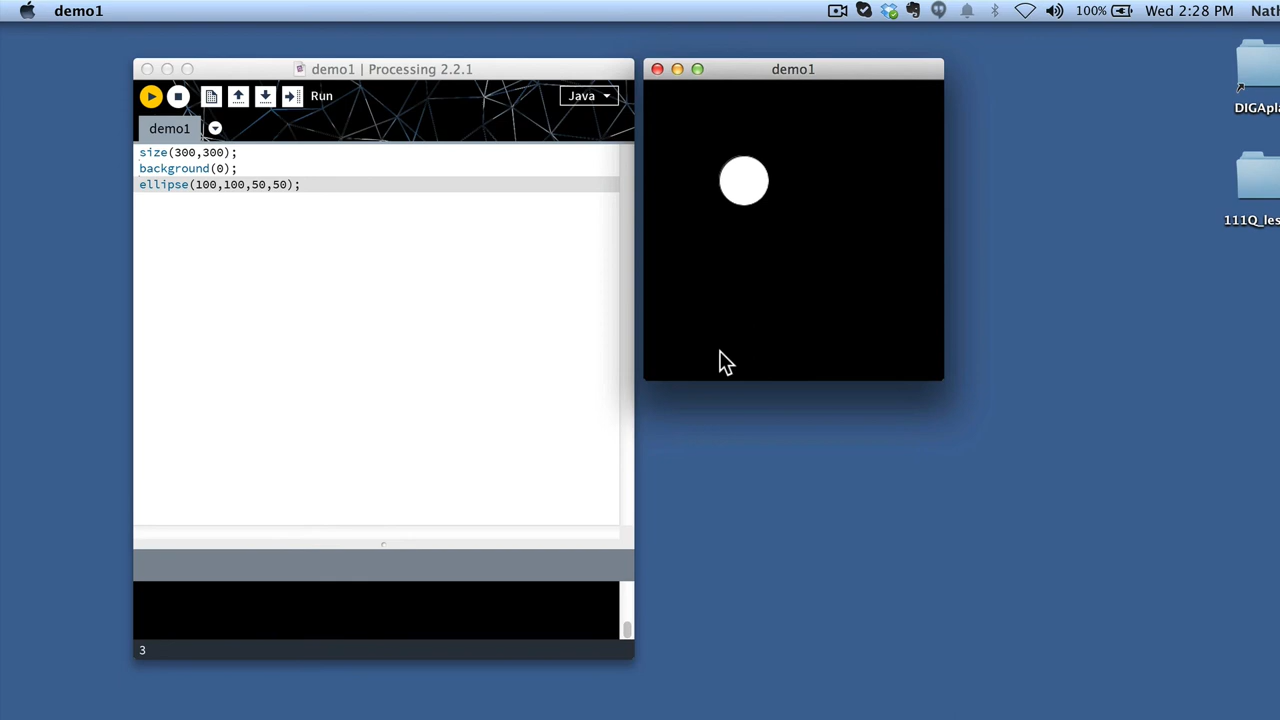 demo1
100%
Wed 2:28 PM
Nath
demo1 | Processing 2.2.1
Run
Java
demo1
size(300,300);
background(0);
ellipse(100,100,50,50);
3
demo1
DIGApla
111Q_les